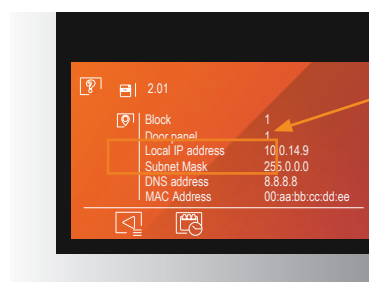 2.01
Block 1
Door panel 1
Local IP address 10.0.14.9
Subnet Mask 255.0.0.0
DNS address 8.8.8.8
MAC Address 00:aa:bb:cc:dd:ee